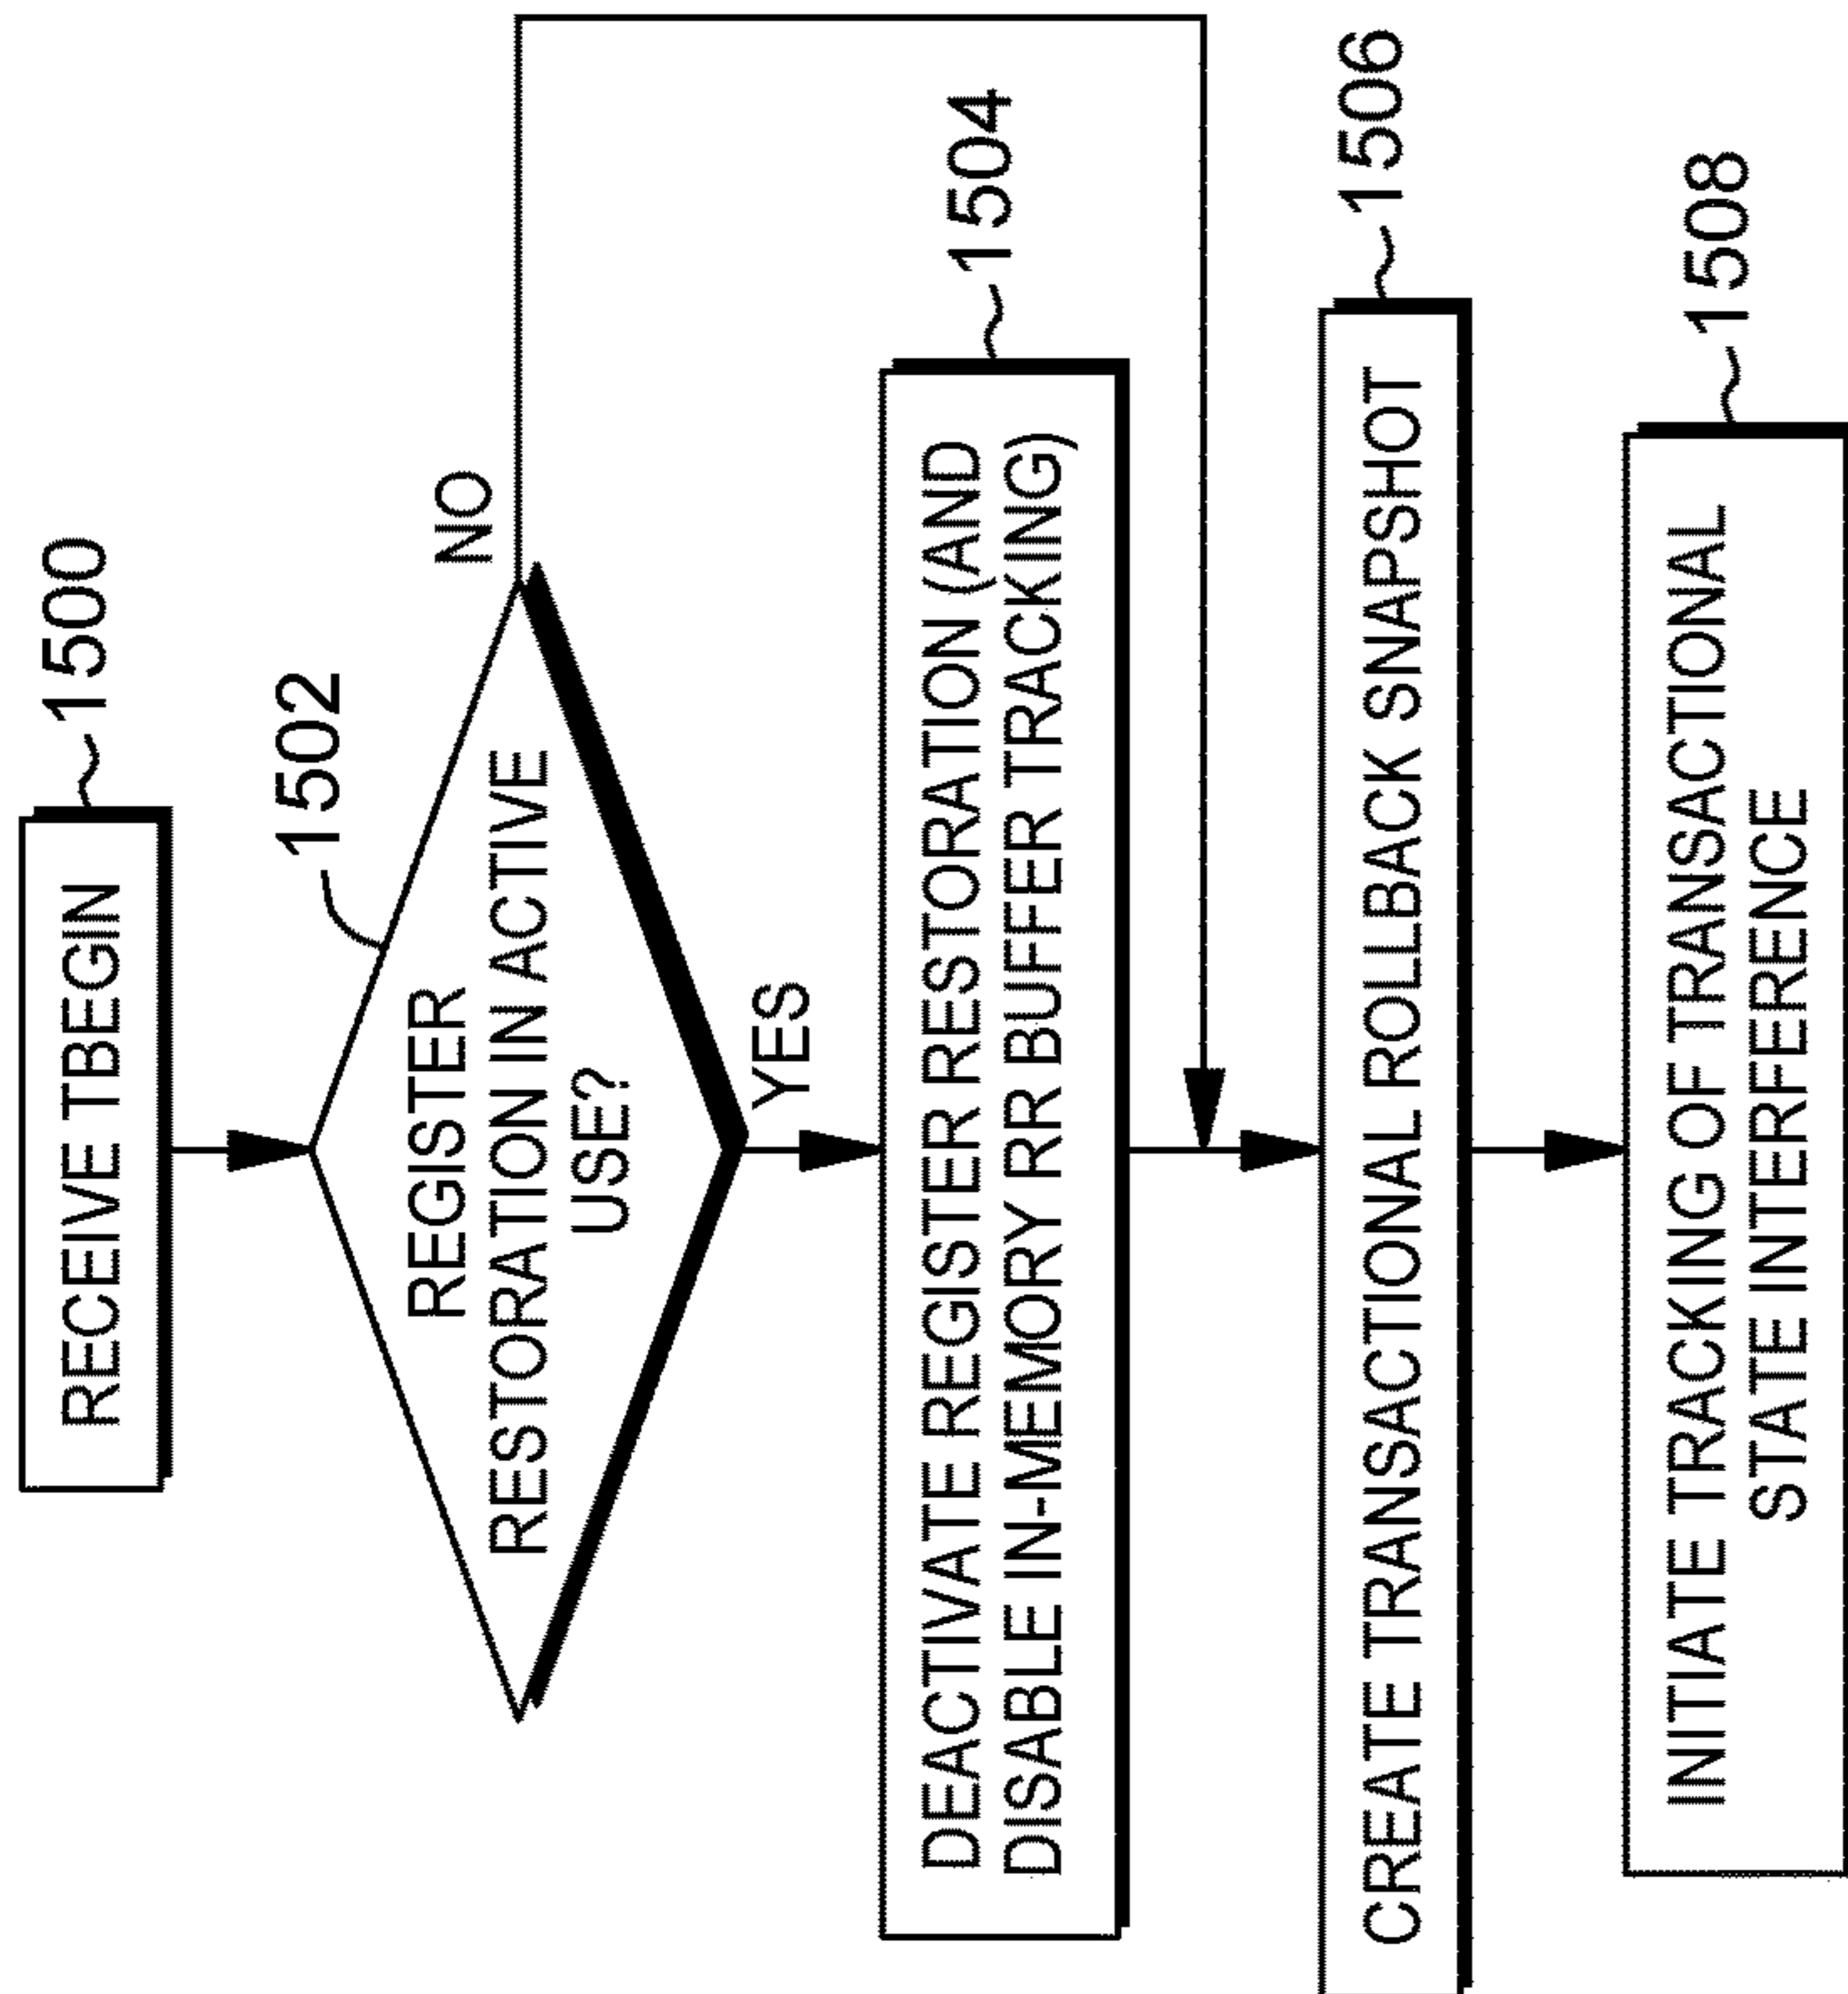 RECEIVE TBEGIN
1500
1502
REGISTER
RESTORATION IN ACTIVE
USE?
NO
YES
DEACTIVATE REGISTER RESTORATION (AND
DISABLE IN-MEMORY RR BUFFER TRACKING)
1504
CREATE TRANSACTIONAL ROLLBACK SNAPSHOT
1506
INITIATE TRACKING OF TRANSACTIONAL
STATE INTERFERENCE
1508